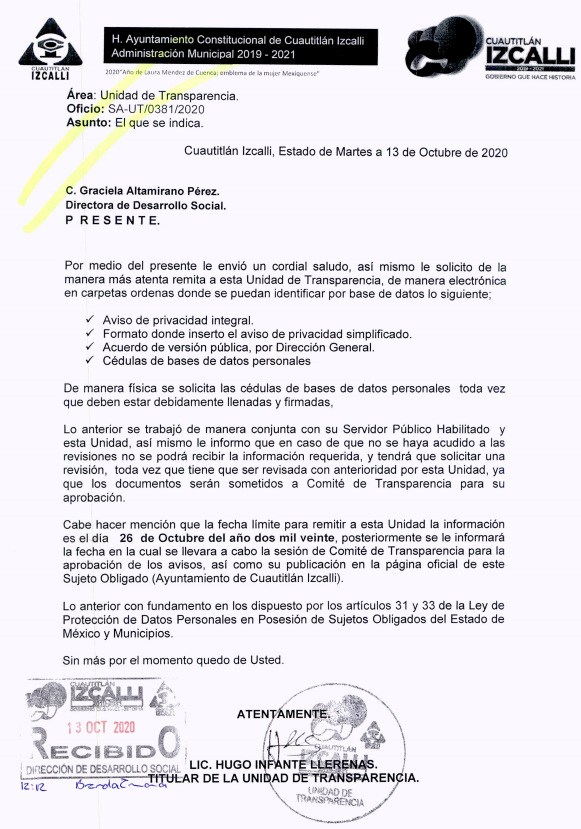 CUAUTITLÁN
IZCALLI
H. Ayuntamiento Constitucional de Cuautitlán Izcalli
Administración Municipal 2019 - 2021
2020"Año de Laura Méndez de Cuenca; emblema de la mujer Mexiquense"
CUAUTITLÁN
IZCALLI
2019 - 2021
GOBIERNO QUE HACE HISTORIA
Área: Unidad de Transparencia.
Oficio: SA-UT/0381/2020
Asunto: El que se indica.
Cuautitlán Izcalli, Estado de Martes a 13 de Octubre de 2020
C. Graciela Altamirano Pérez.
Directora de Desarrollo Social.
P R E S E N T E.
Por medio del presente le envió un cordial saludo, así mismo le solicito de la
manera más atenta remita a esta Unidad de Transparencia, de manera electrónica
en carpetas ordenas donde se puedan identificar por base de datos lo siguiente;
✓ Aviso de privacidad integral.
✓ Formato donde inserto el aviso de privacidad simplificado.
✓ Acuerdo de versión pública, por Dirección General.
✓ Cédulas de bases de datos personales
De manera física se solicita las cédulas de bases de datos personales toda vez
que deben estar debidamente llenadas y firmadas,
Lo anterior se trabajó de manera conjunta con su Servidor Público Habilitado y
esta Unidad, así mismo le informo que en caso de que no se haya acudido a las
revisiones no se podrá recibir la información requerida, y tendrá que solicitar una
revisión, toda vez que tiene que ser revisada con anterioridad por esta Unidad, ya
que los documentos serán sometidos a Comité de Transparencia para su
aprobación.
Cabe hacer mención que la fecha límite para remitir a esta Unidad la información
es el día 26 de Octubre del año dos mil veinte, posteriormente se le informará
la fecha en la cual se llevara a cabo la sesión de Comité de Transparencia para la
aprobación de los avisos, así como su publicación en la página oficial de este
Sujeto Obligado (Ayuntamiento de Cuautitlán Izcalli).
Lo anterior con fundamento en los dispuesto por los artículos 31 y 33 de la Ley de
Protección de Datos Personales en Posesión de Sujetos Obligados del Estado de
México y Municipios.
Sin más por el momento quedo de Usted.
CUAUTITLÁN
IZCALLI
13 OCT 2020
RECIBIDO
DIRECCIÓN DE DESARROLLO SOCIAL
12:12
ATENTAMENTE.
CUAUTITLÁN
IZCALLI
LIC. HUGO INFANTE LLERENAS.
TITULAR DE LA UNIDAD DE TRANSPARENCIA.
UNIDAD DE
TRANSPARENCIA